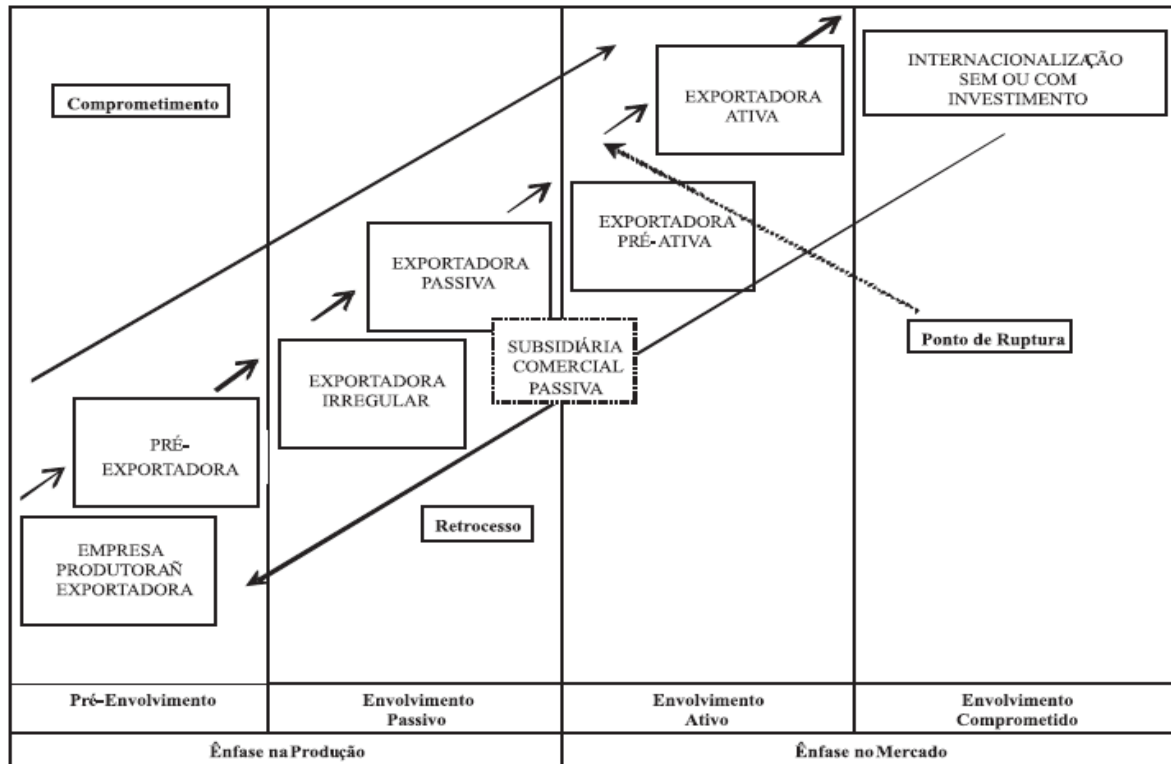 Comprometimento
EXPORTADORA
ATIVA
INTERNACIONALIZAÇÃO
SEM OU COM
INVESTIMENTO
EXPORTADORA
PRÉ-ATIVA
EXPORTADORA
PASSIVA
SUBSIDIÁRIA
COMERCIAL
PASSIVA
Ponto de Ruptura
EXPORTADORA
IRREGULAR
PRÉ-
EXPORTADORA
Retrocesso
EMPRESA
PRODUTORAÑ
EXPORTADORA
Pré-Envolvimento
Envolvimento
Passivo
Envolvimento
Ativo
Envolvimento
Comprometido
Ênfase na Produção
Ênfase no Mercado